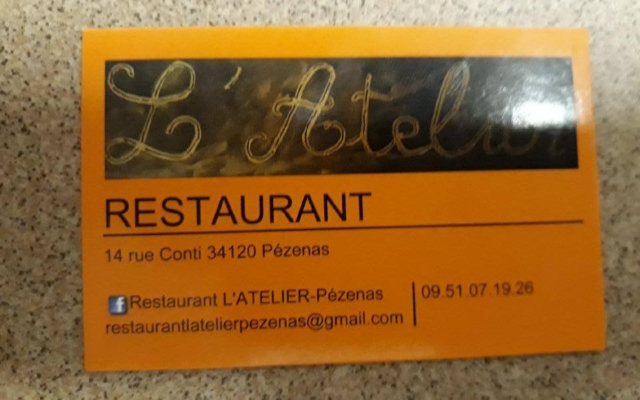 L'Atelier
RESTAURANT
14 rue Conti 34120 Pézenas
Restaurant L'ATELIER-Pézenas
restaurantlatelierpezenas@gmail.com
09.51.07.19.26